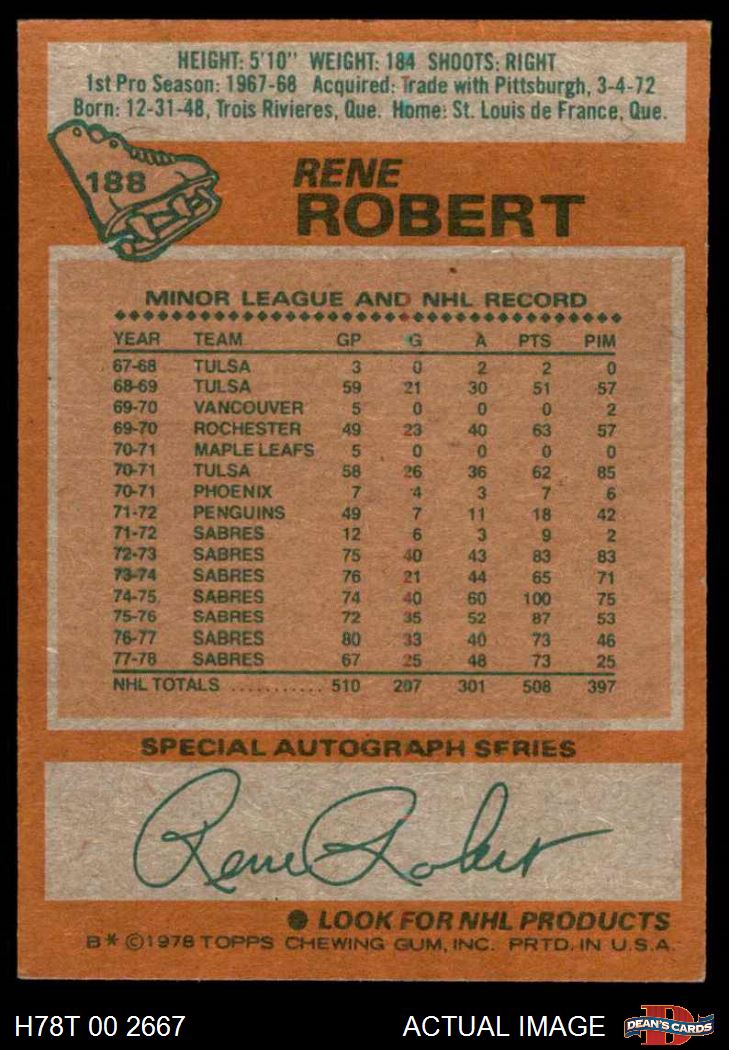 HEIGHT: 5'10" WEIGHT: 184 SHOOTS: RIGHT
1st Pro Season: 1967-68 Acquired: Trade with Pittsburgh, 3-4-72
Born: 12-31-48, Trois Rivieres, Que. Home: St. Louis de France, Que.
188
RENE
ROBERT
MINOR LEAGUE AND NHL RECORD
YEAR TEAM GP G A PTS PIM
67-68 TULSA 3 0 2 2 0
68-69 TULSA 59 21 30 51 57
69-70 VANCOUVER 5 0 0 0 2
69-70 ROCHESTER 49 23 40 63 57
70-71 MAPLE LEAFS 5 0 0 0 0
70-71 TULSA 58 26 36 62 85
70-71 PHOENIX 7 4 3 7 6
71-72 PENGUINS 49 7 11 18 42
71-72 SABRES 12 6 3 9 2
72-73 SABRES 75 40 43 83 83
73-74 SABRES 76 21 44 65 71
74-75 SABRES 74 40 60 100 75
75-76 SABRES 72 35 52 87 53
76-77 SABRES 80 33 40 73 46
77-78 SABRES 67 25 48 73 25
NHL TOTALS ........... 510 207 301 508 397
SPECIAL AUTOGRAPH SERIES
Rene Robert
● LOOK FOR NHL PRODUCTS
B* ©1978 TOPPS CHEWING GUM, INC. PRTD. IN U.S.A.
H78T 00 2667 ACTUAL IMAGE
DEAN'S CARDS